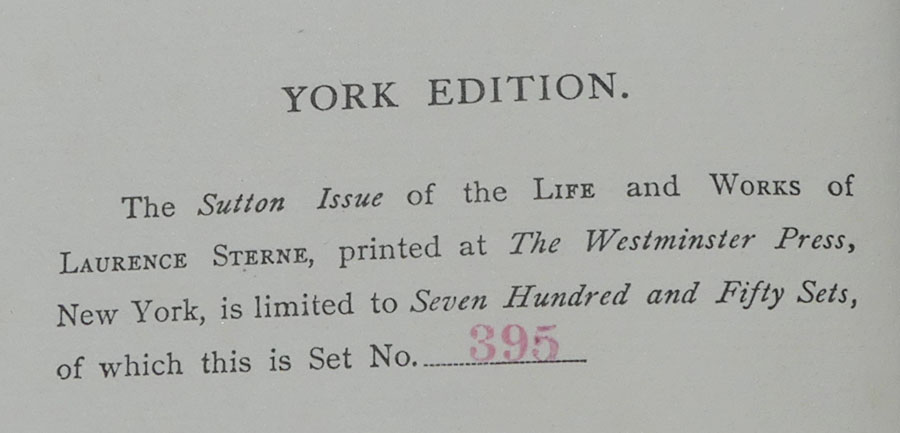 YORK EDITION.
The Sutton Issue of the LIFE and WORKS of
LAURENCE STERNE, printed at The Westminster Press,
New York, is limited to Seven Hundred and Fifty Sets,
of which this is Set No. 395